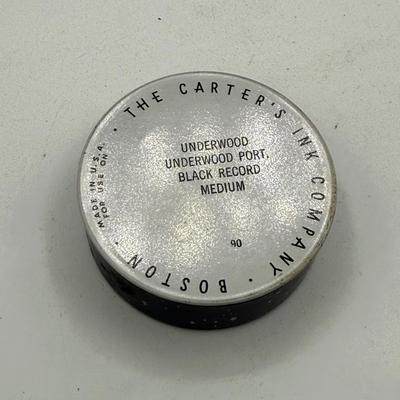 · THE CARTER'S INK COMPANY · BOSTON ·
MADE IN U.S.A.
FOR USE ON
UNDERWOOD
UNDERWOOD PORT,
BLACK RECORD
MEDIUM
90